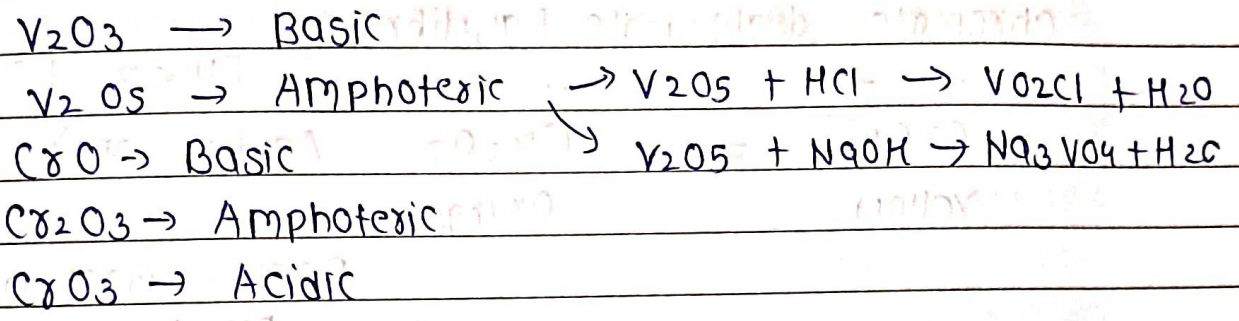 V2O3 → Basic
V2O5 → Amphoteric → V2O5 + HCl → VO2Cl + H2O
CrO → Basic ↘ V2O5 + NaOH → Na3VO4 + H2O
Cr2O3 → Amphoteric
CrO3 → Acidic